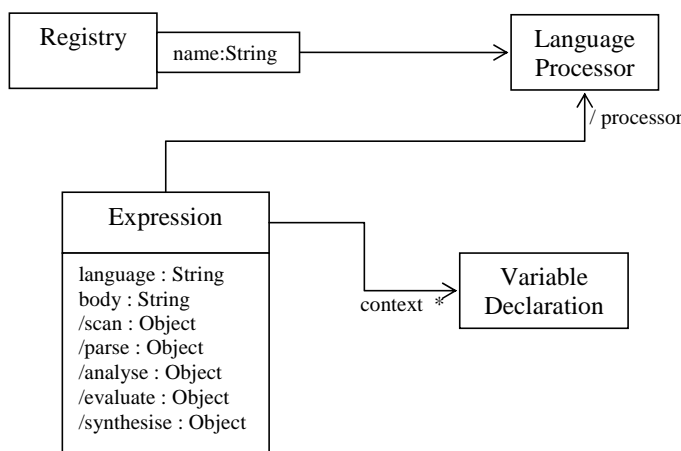 Registry
name:String
Language
Processor
/ processor
Expression
language : String
body : String
/scan : Object
/parse : Object
/analyse : Object
/evaluate : Object
/synthesise : Object
context *
Variable
Declaration